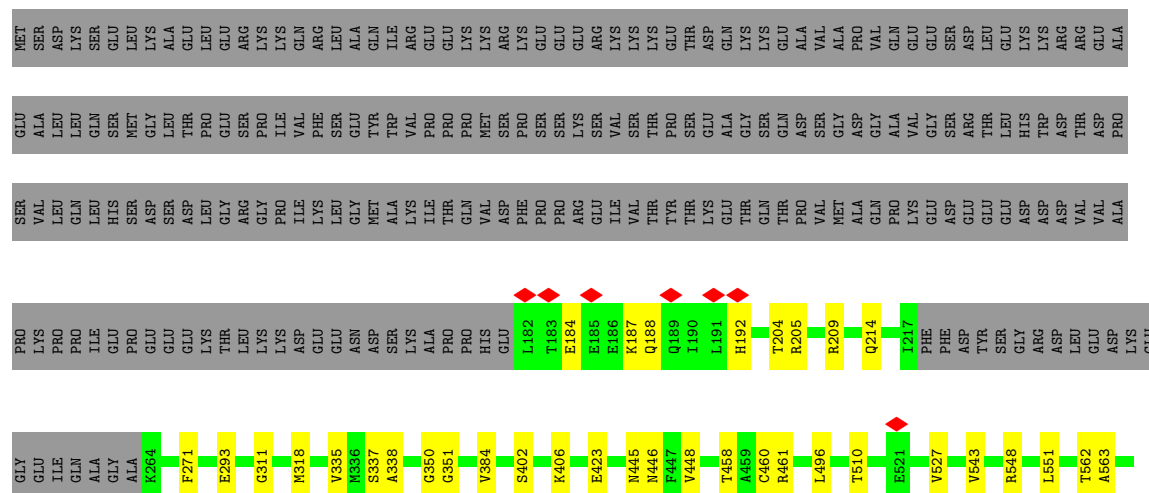 MET SER ASP LYS SER GLU LEU LYS ALA GLU LEU GLU ARG LYS LYS GLN ARG LEU ALA GLN ILE ARG GLU GLU LYS LYS ARG LYS GLU GLU GLU ARG LYS LYS LYS GLU THR ASP GLN LYS LYS GLU ALA VAL ALA PRO VAL GLN GLU GLU SER ASP LEU GLU LYS LYS ARG ARG GLU ALA
GLU ALA LEU LEU GLN SER MET GLY LEU THR PRO GLU SER PRO ILE VAL PHE SER GLU TYR TRP VAL PRO PRO PRO MET SER PRO SER SER LYS SER VAL SER THR PRO SER GLU ALA GLY SER GLN ASP SER GLY ASP GLY ALA VAL GLY SER ARG THR LEU HIS TRP ASP THR ASP PRO
SER VAL LEU GLN LEU HIS SER ASP SER ASP LEU GLY ARG GLY PRO ILE LYS LEU GLY MET ALA LYS ILE THR GLN VAL ASP PHE PRO PRO ARG GLU ILE VAL THR TYR THR LYS GLU THR GLN THR PRO VAL MET ALA GLN PRO LYS GLU ASP GLU GLU GLU ASP ASP ASP VAL VAL ALA
PRO LYS PRO PRO ILE GLU PRO GLU GLU GLU LYS THR LEU LYS LYS ASP GLU GLU ASN ASP SER LYS ALA PRO PRO HIS GLU L182 T183 E184 E185 E186 K187 Q188 Q189 I190 L191 H192 T204 R205 R209 Q214 I217 PHE PHE ASP TYR SER GLY ARG ASP LEU GLU ASP LYS GLU
GLY GLU ILE GLN ALA GLY ALA K264 F271 E293 G311 M318 V335 M336 S337 A338 G350 G351 V384 S402 K406 E423 N445 N446 F447 V448 T458 A459 C460 R461 L496 T510 E521 V527 V543 R548 L551 T562 A563